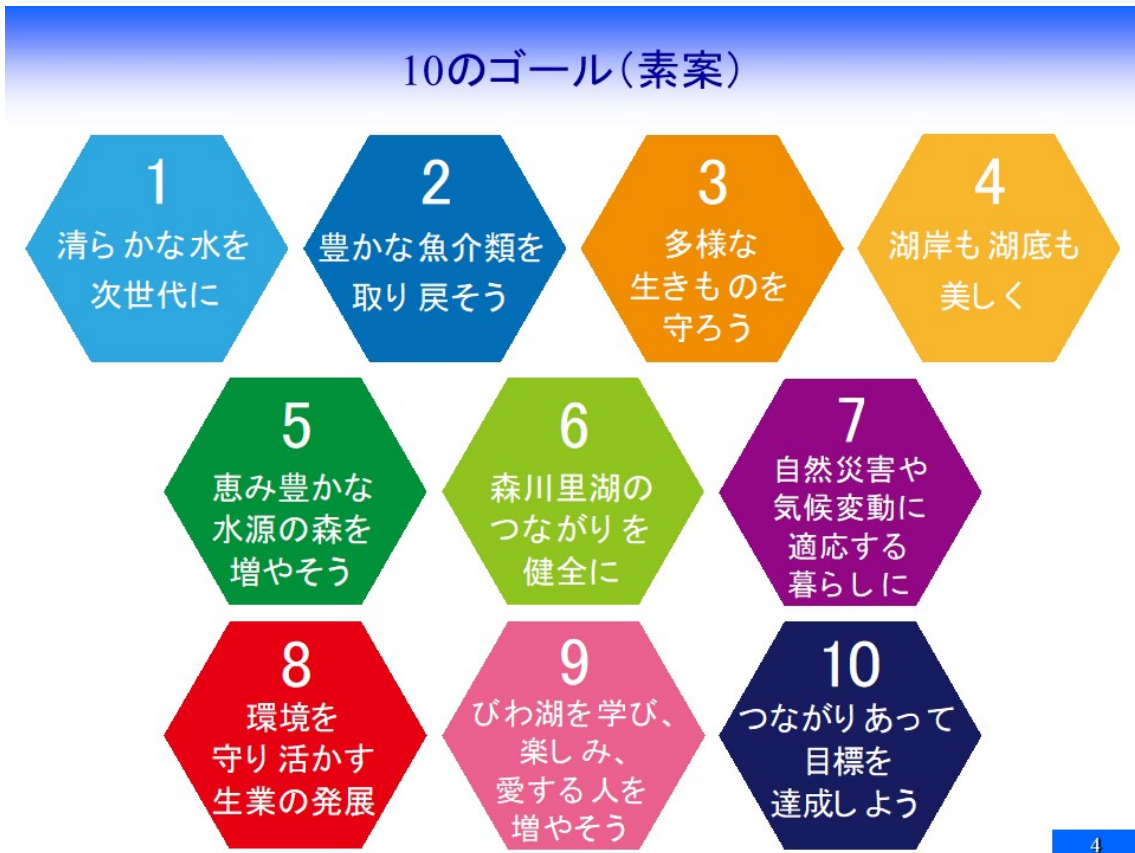 10のゴール（素案）
1
清らかな水を
次世代に
2
豊かな魚介類を
取り戻そう
3
多様な
生きものを
守ろう
4
湖岸も湖底も
美しく
5
恵み豊かな
水源の森を
増やそう
6
森川里湖の
つながりを
健全に
7
自然災害や
気候変動に
適応する
暮らしに
8
環境を
守り活かす
生業の発展
9
びわ湖を学び、
楽しみ、
愛する人を
増やそう
10
つながりあって
目標を
達成しよう
4